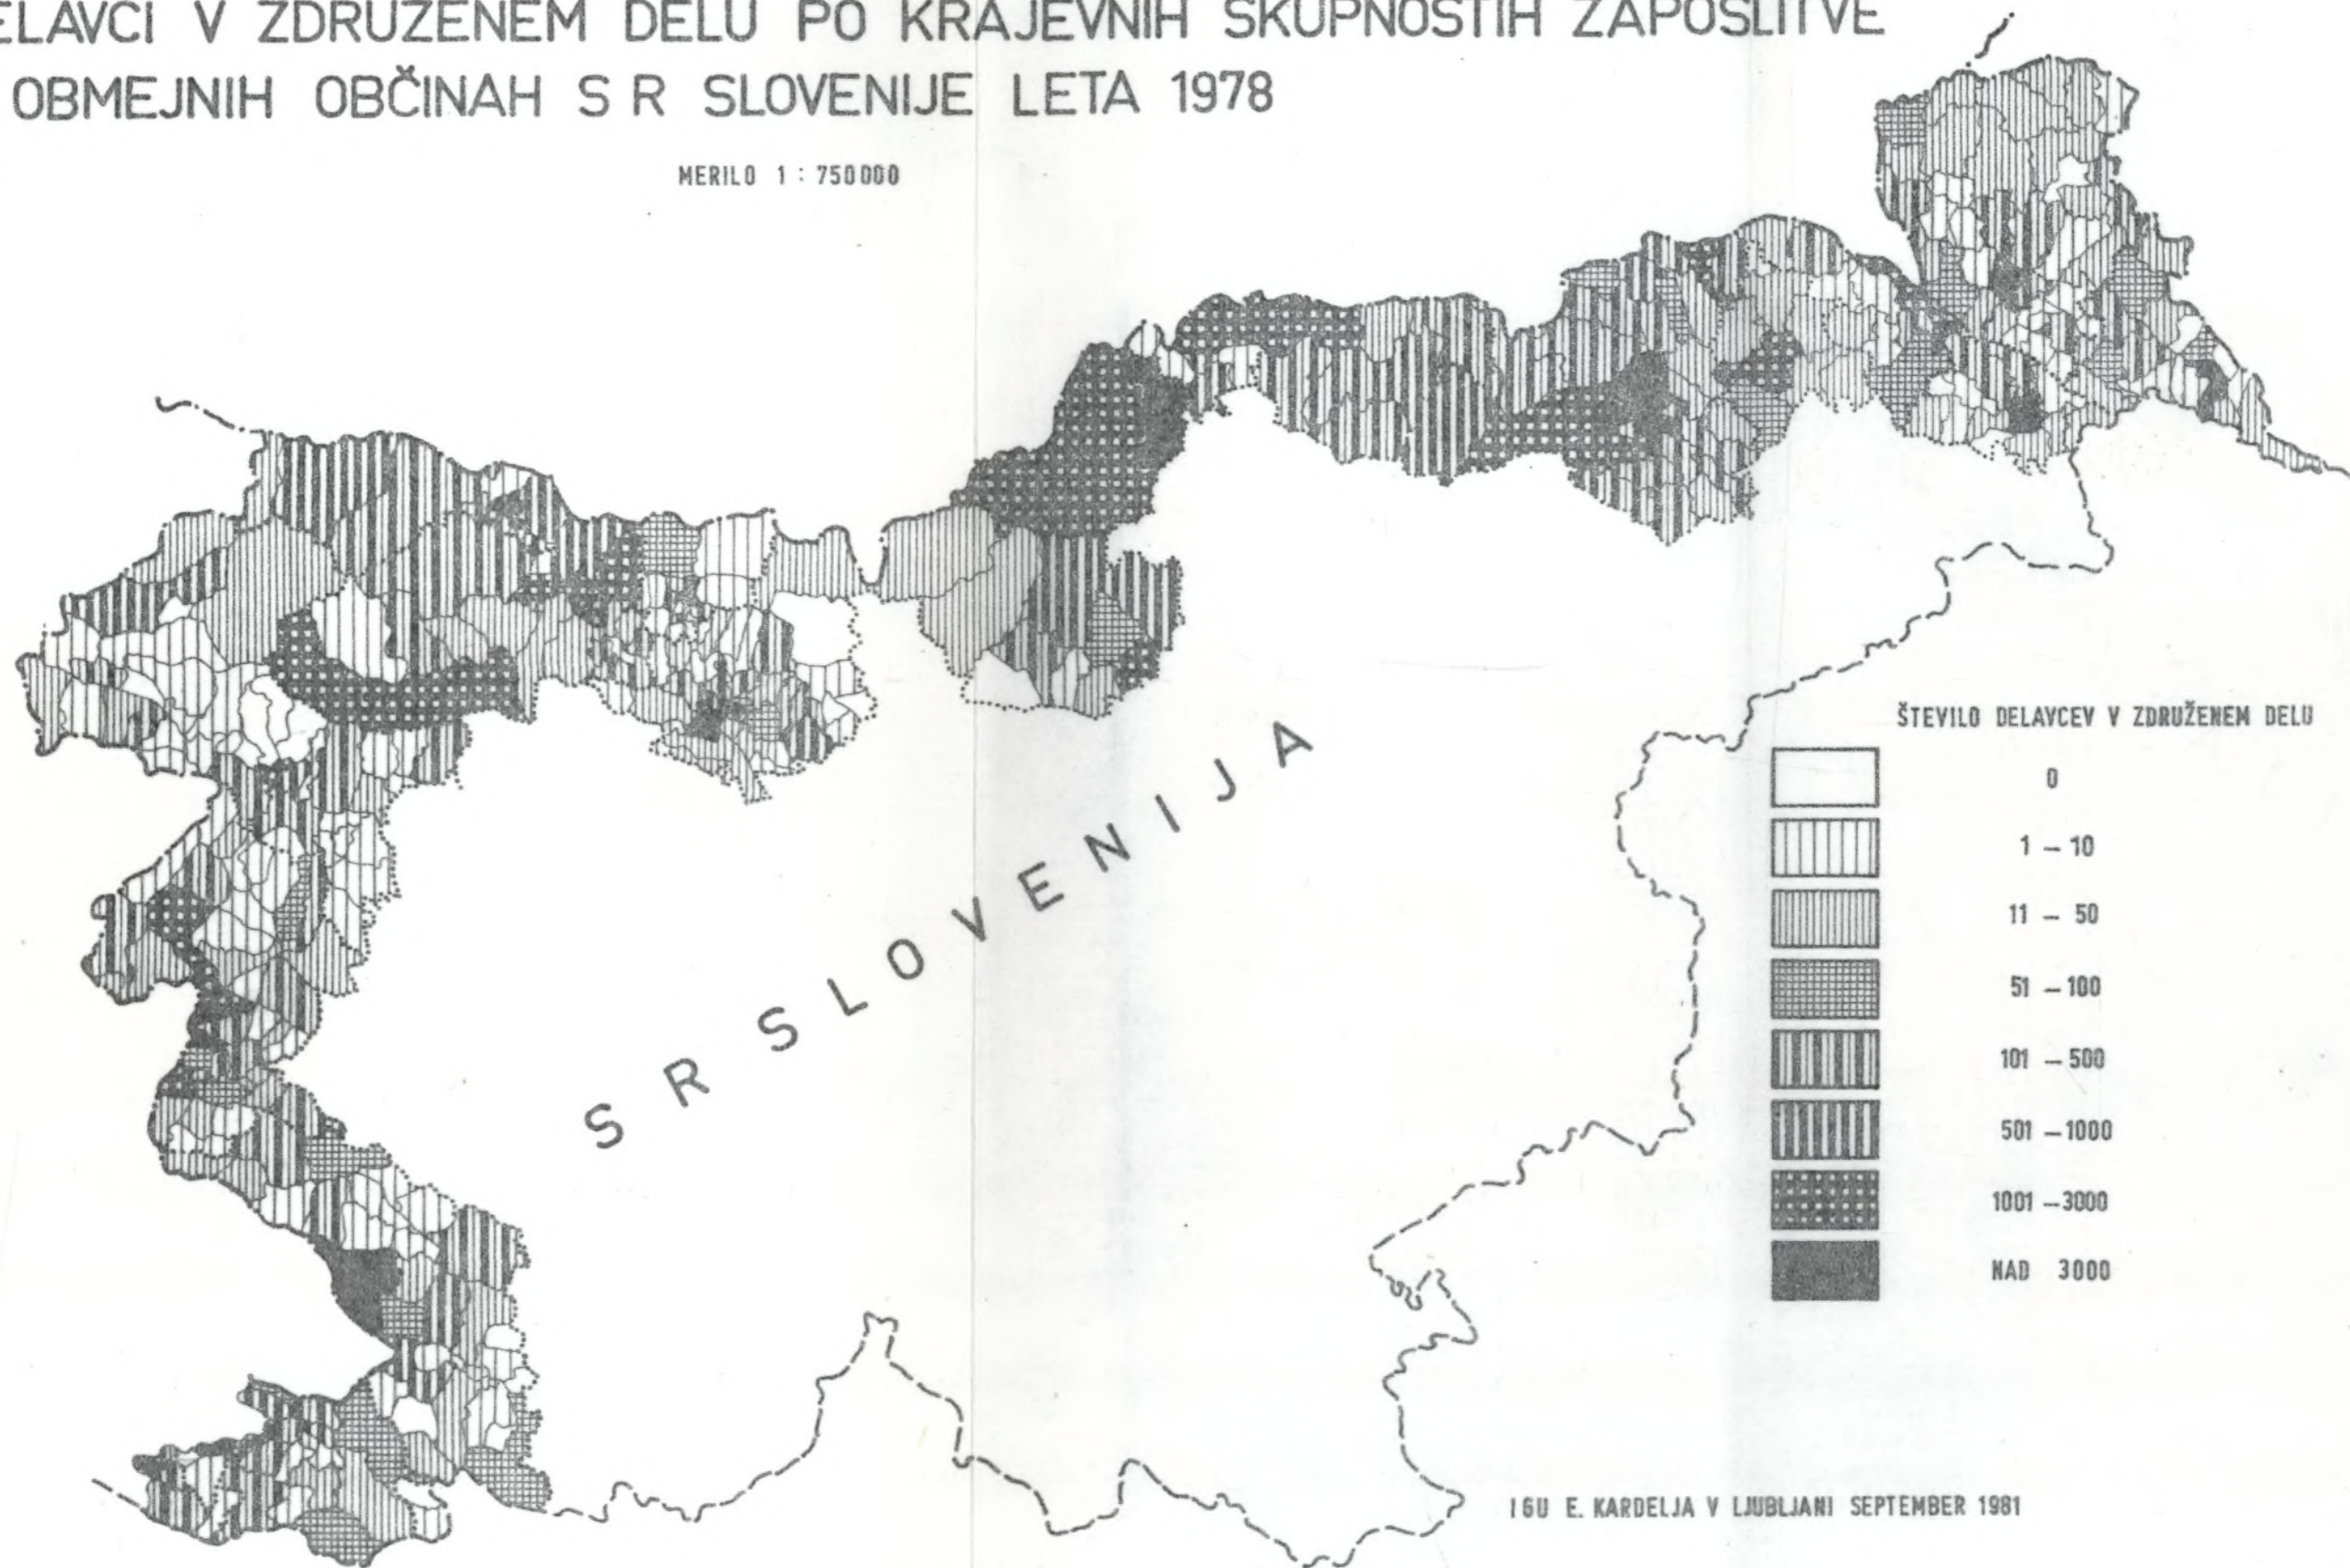 ELAVCI V ZDRUŽENEM DELU PO KRAJEVNIH SKUPNOSTIH ZAPOSLITVE
OBMEJNIH OBČINAH S R SLOVENIJE LETA 1978
MERILO 1 : 750000
S R SLOVENIJA
ŠTEVILO DELAVCEV V ZDRUŽENEM DELU
0
1 – 10
11 – 50
51 – 100
101 – 500
501 – 1000
1001 – 3000
NAD 3000
IGU E. KARDELJA V LJUBLJANI SEPTEMBER 1981